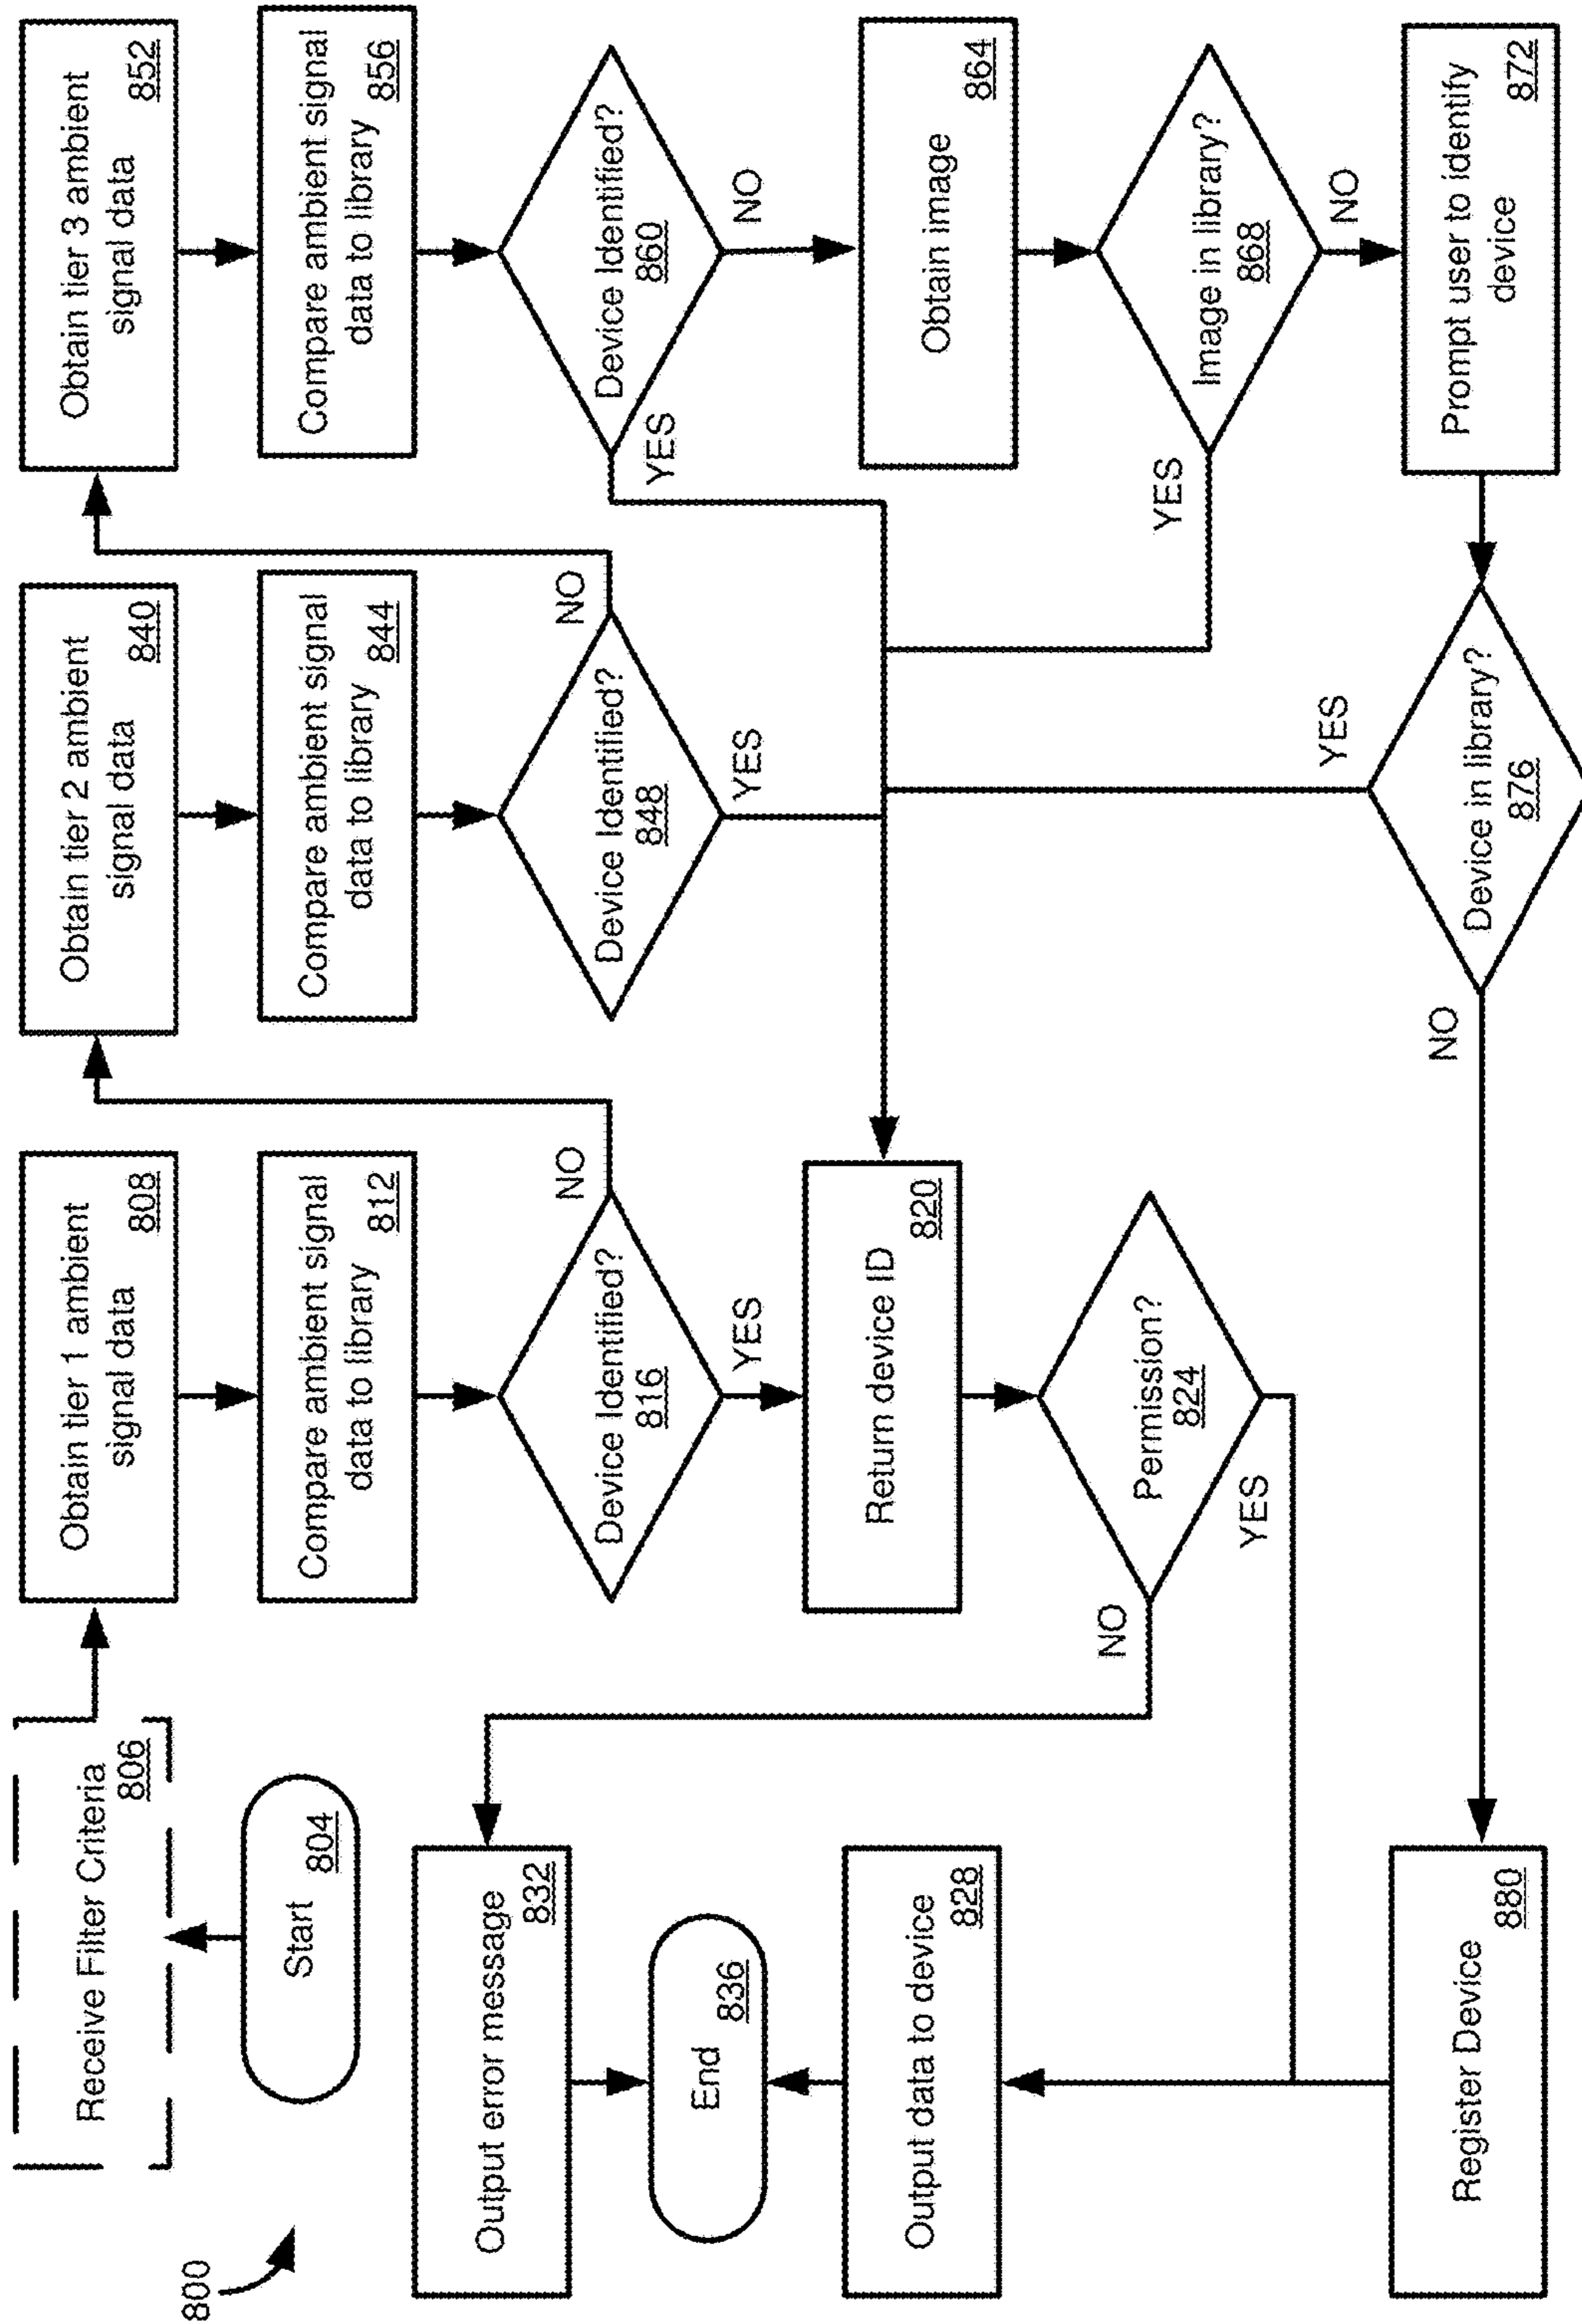 800
Receive Filter Criteria
806
Start
804
Output error message
832
End
836
Output data to device
828
Register Device
880
Obtain tier 1 ambient
signal data
808
Compare ambient signal
data to library
812
Device Identified?
816
NO
YES
Return device ID
820
Permission?
824
NO
YES
Obtain tier 2 ambient
signal data
840
Compare ambient signal
data to library
844
Device Identified?
848
NO
YES
Obtain tier 3 ambient
signal data
852
Compare ambient signal
data to library
856
Device Identified?
860
YES
NO
Obtain image
864
Image in library?
868
YES
NO
Prompt user to identify
device
872
Device in library?
876
YES
NO